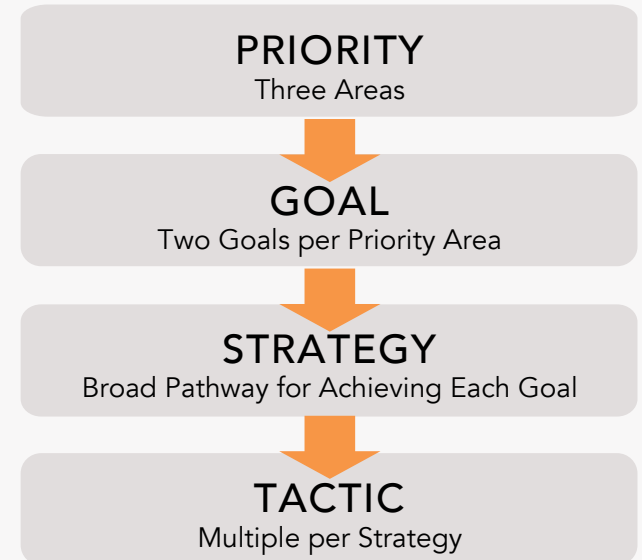 PRIORITY
Three Areas
GOAL
Two Goals per Priority Area
STRATEGY
Broad Pathway for Achieving Each Goal
TACTIC
Multiple per Strategy